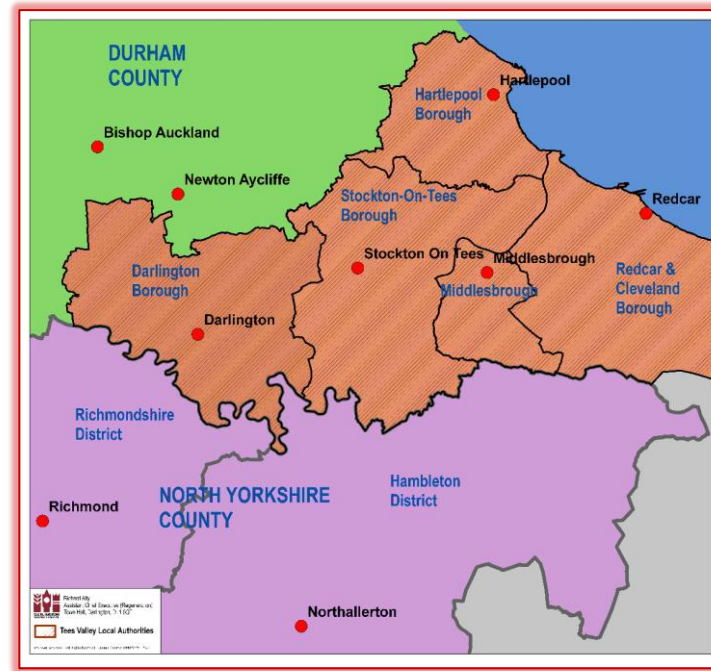 DURHAM
COUNTY
Hartlepool
Hartlepool
Borough
Bishop Auckland
Newton Aycliffe
Stockton-On-Tees
Borough
Redcar
Stockton On Tees
Middlesbrough
Middlesbrough
Darlington
Borough
Redcar &
Cleveland
Borough
Darlington
Richmondshire
District
Hambleton
District
NORTH YORKSHIRE
COUNTY
Richmond
Northallerton
Tees Valley Local Authorities